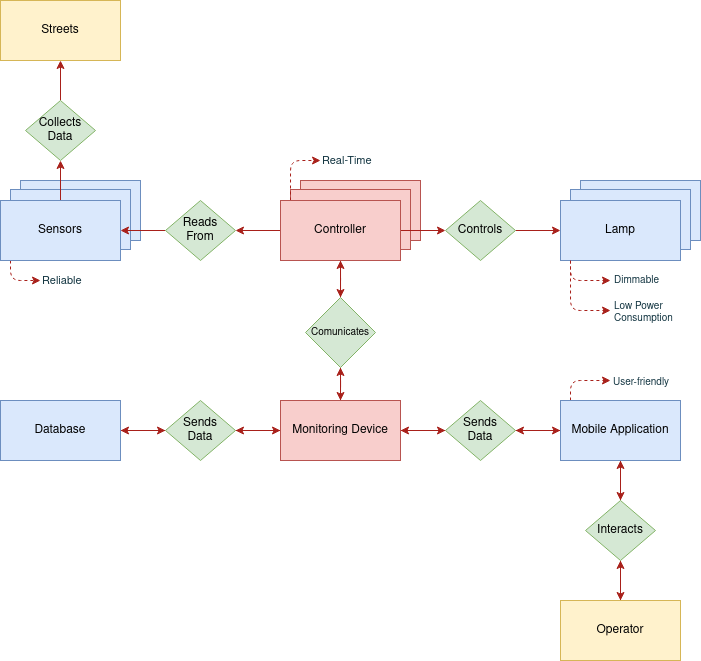 Streets
Collects
Data
Real-Time
Sensors
Reads
From
Controller
Controls
Lamp
Reliable
Dimmable
Low Power
Consumption
Comunicates
User-friendly
Database
Sends
Data
Monitoring Device
Sends
Data
Mobile Application
Interacts
Operator